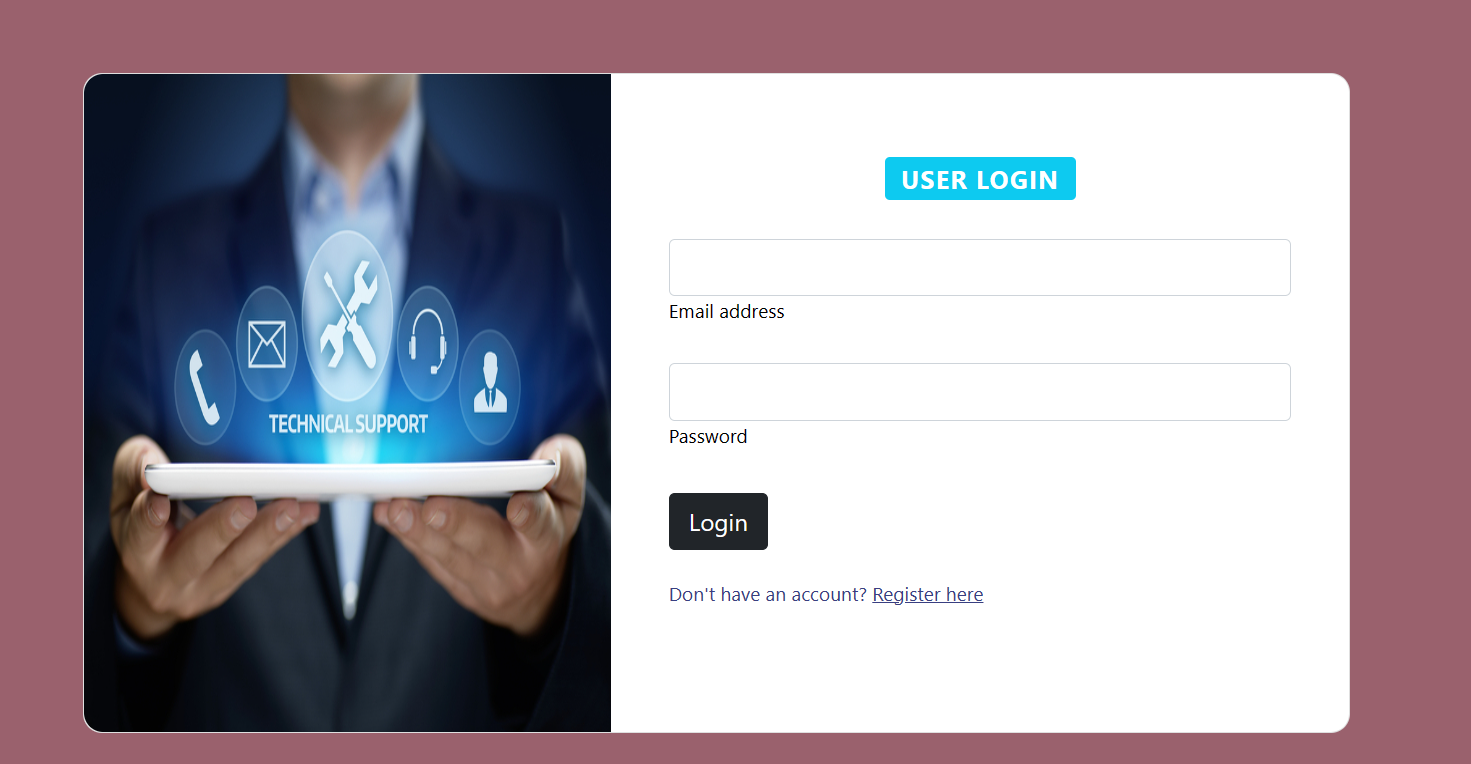 TECHNICAL SUPPORT
USER LOGIN
Email address
Password
Login
Don't have an account? Register here